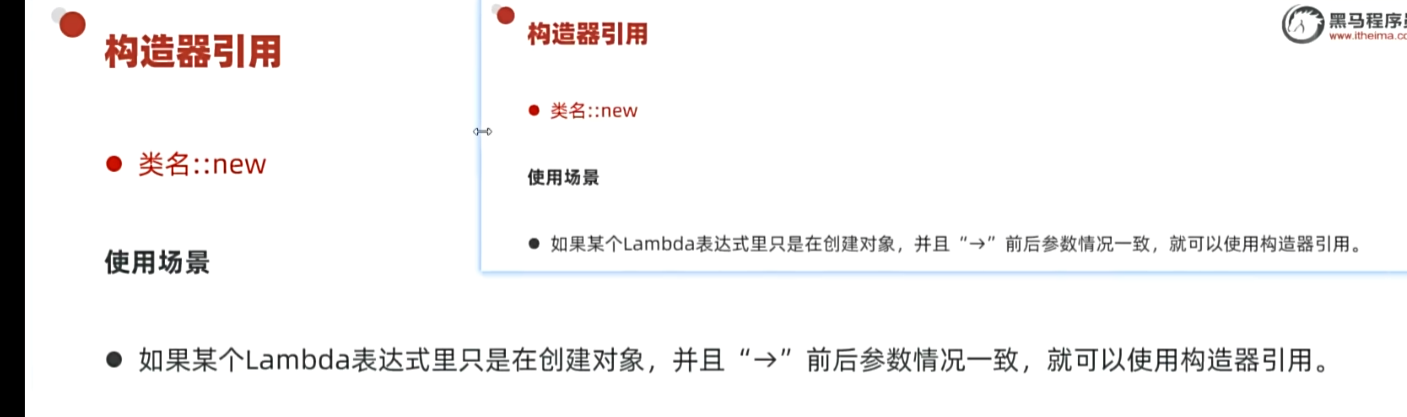 构造器引用
类名::new
使用场景
如果某个Lambda表达式里只是在创建对象，并且“→”前后参数情况一致，就可以使用构造器引用。
构造器引用
黑马程序
www.itheima.co
类名::new
使用场景
如果某个Lambda表达式里只是在创建对象，并且“→”前后参数情况一致，就可以使用构造器引用。